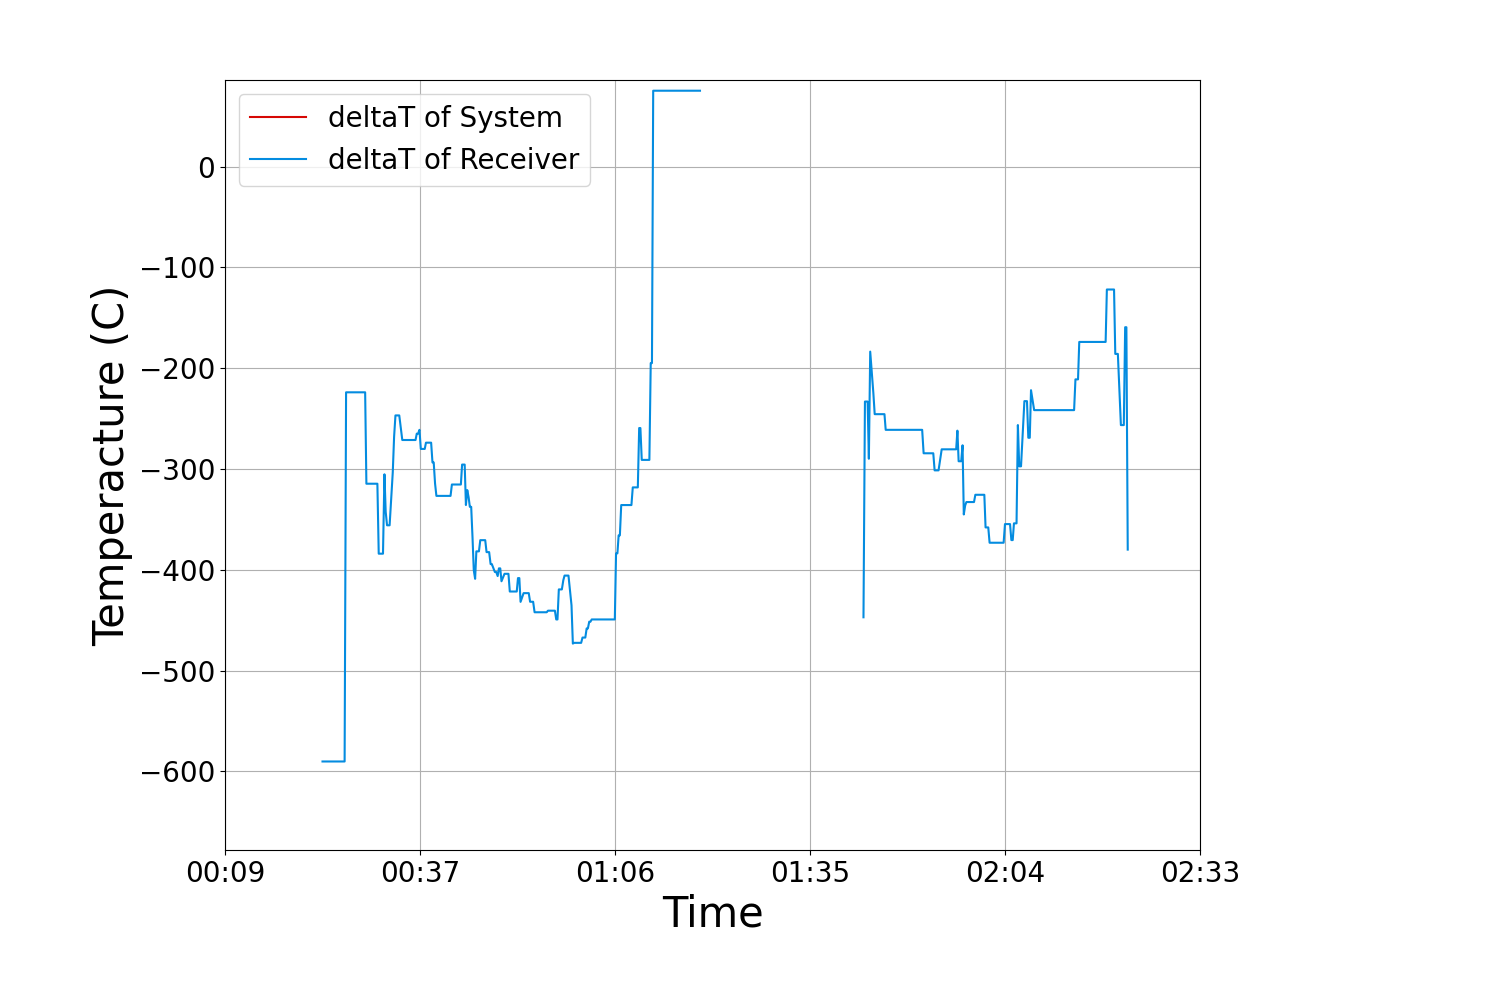 deltaT of System
deltaT of Receiver
0
−100
−200
−300
−400
−500
−600
Temperacture (C)
00:09 00:37 01:06 01:35 02:04 02:33
Time